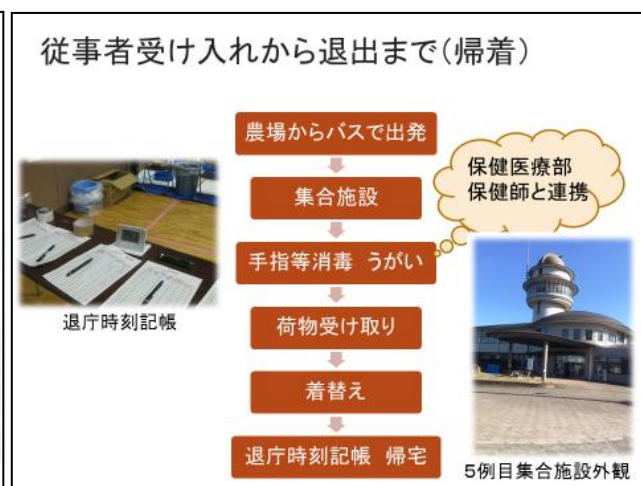 従事者受け入れから退出まで(帰着)
農場からバスで出発
保健医療部
保健師と連携
集合施設
手指等消毒 うがい
退庁時刻記帳
荷物受け取り
着替え
退庁時刻記帳 帰宅
5例目集合施設外観